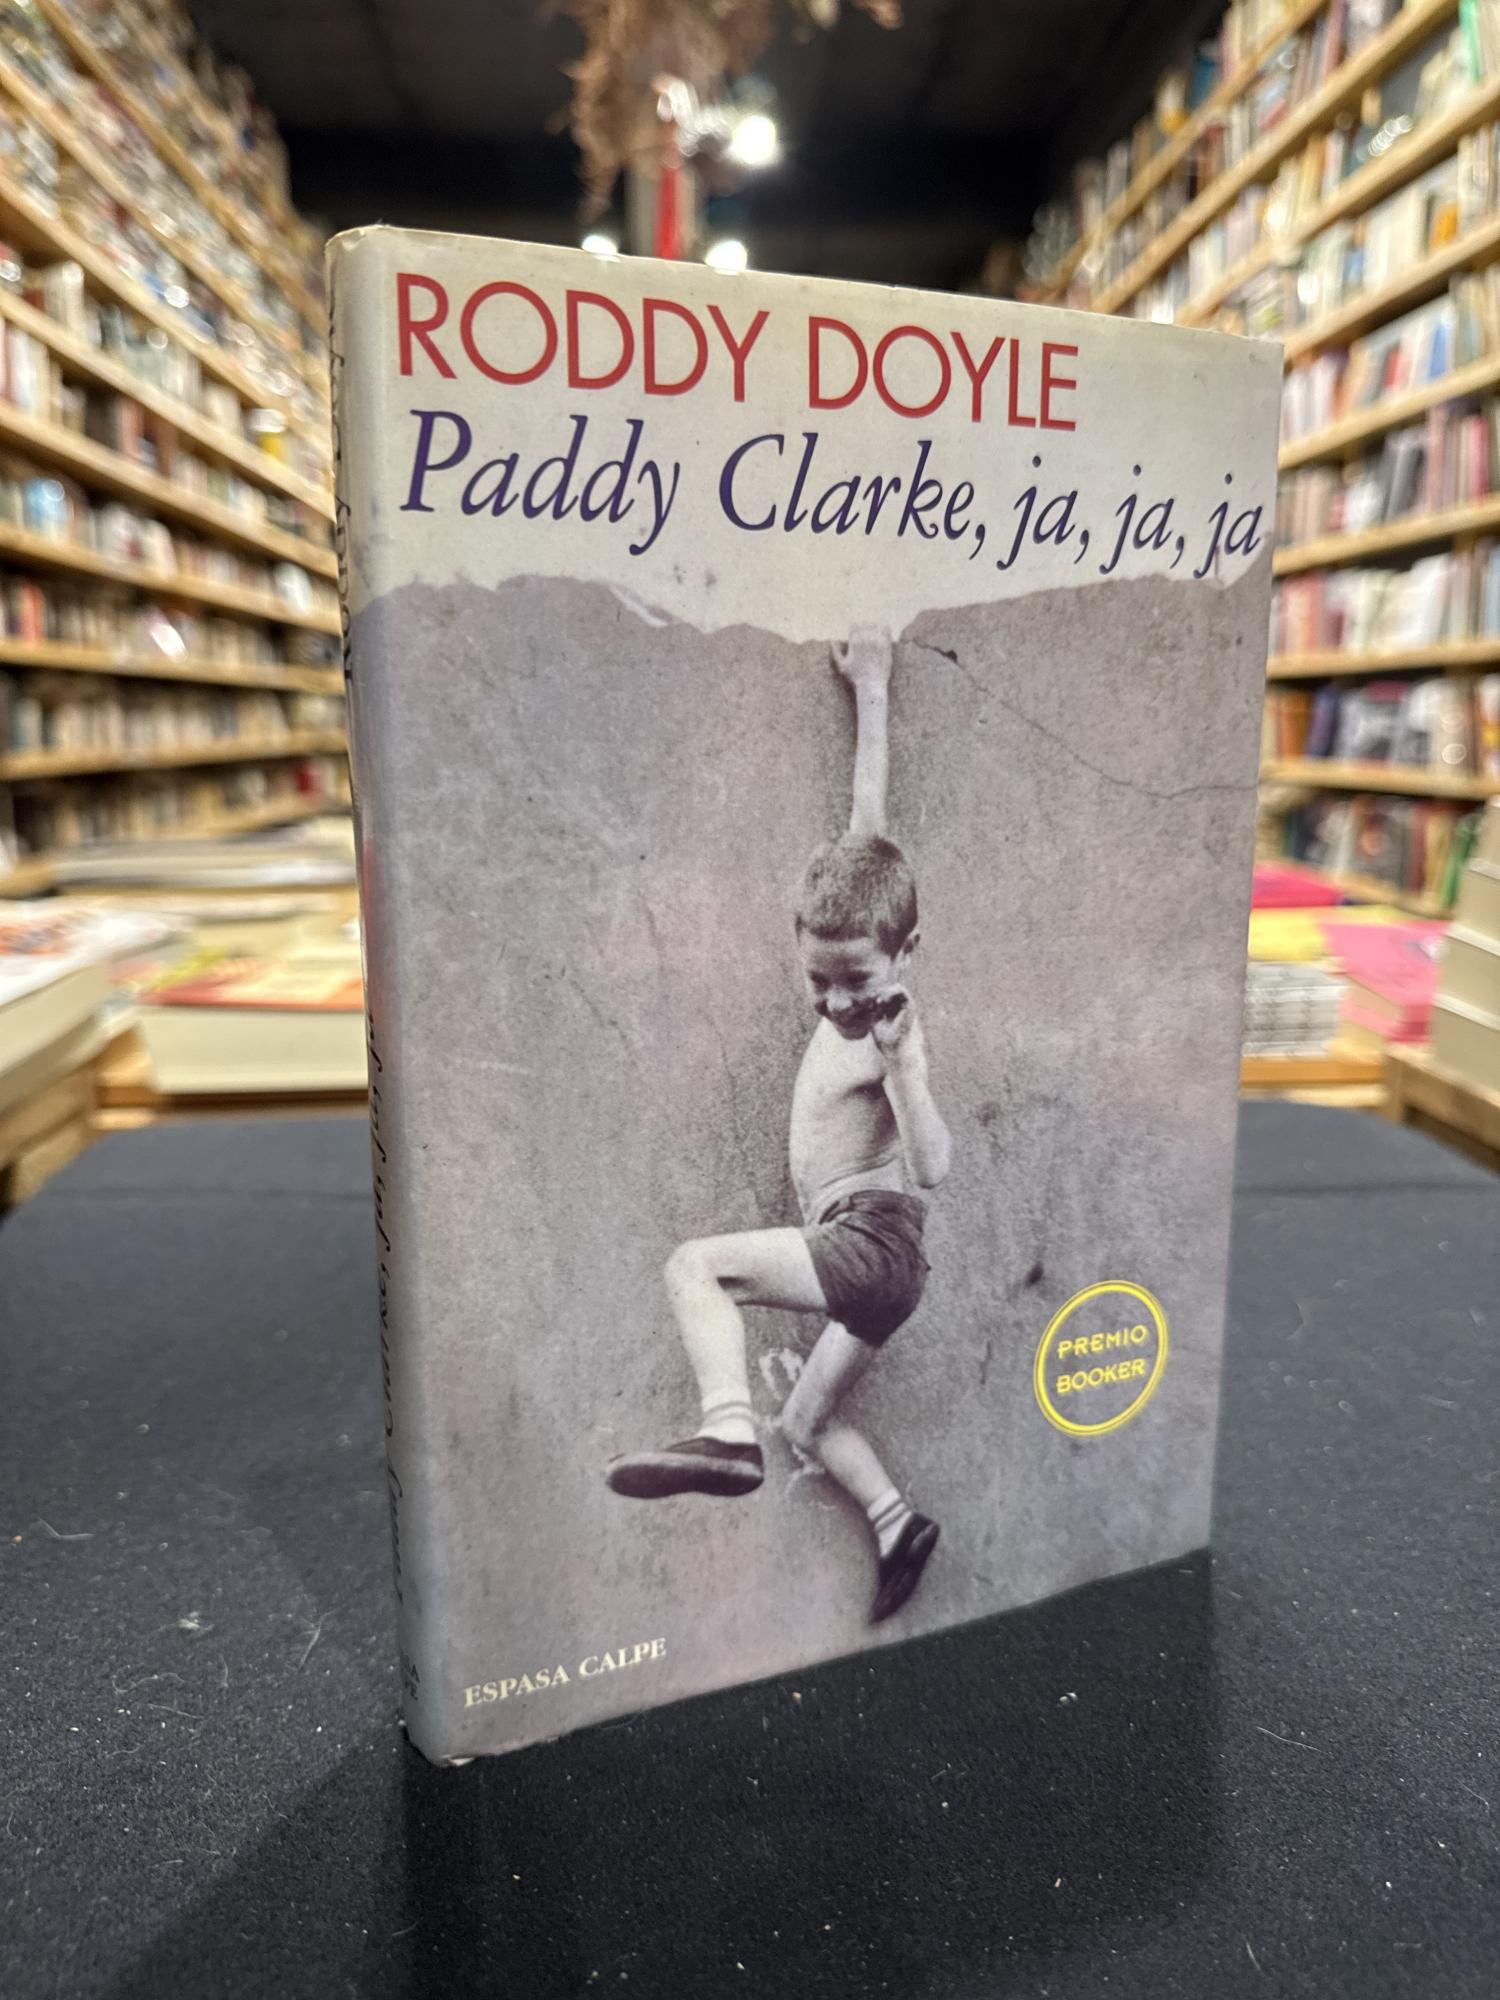 RODDY DOYLE
Paddy Clarke, ja, ja, ja
PREMIO
BOOKER
ESPASA CALPE